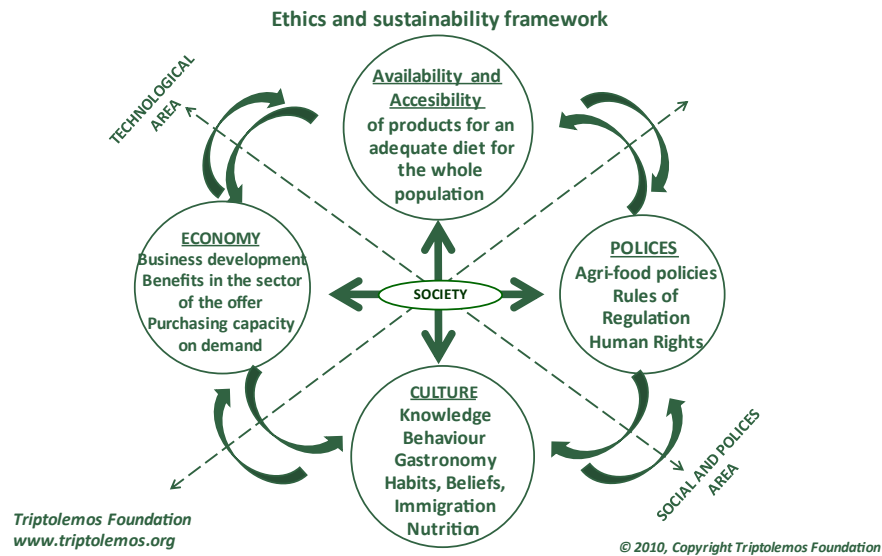 Ethics and sustainability framework
TECHNOLOGICAL
AREA
Availability and
Accesibility
of products for an
adequate diet for
the whole
population
ECONOMY
Business development
Benefits in the sector
of the offer
Purchasing capacity
on demand
SOCIETY
POLICES
Agri-food policies
Rules of
Regulation
Human Rights
CULTURE
Knowledge
Behaviour
Gastronomy
Habits, Beliefs,
Immigration
Nutrition
SOCIAL AND POLICES
AREA
Triptolemos Foundation
www.triptolemos.org
© 2010, Copyright Triptolemos Foundation